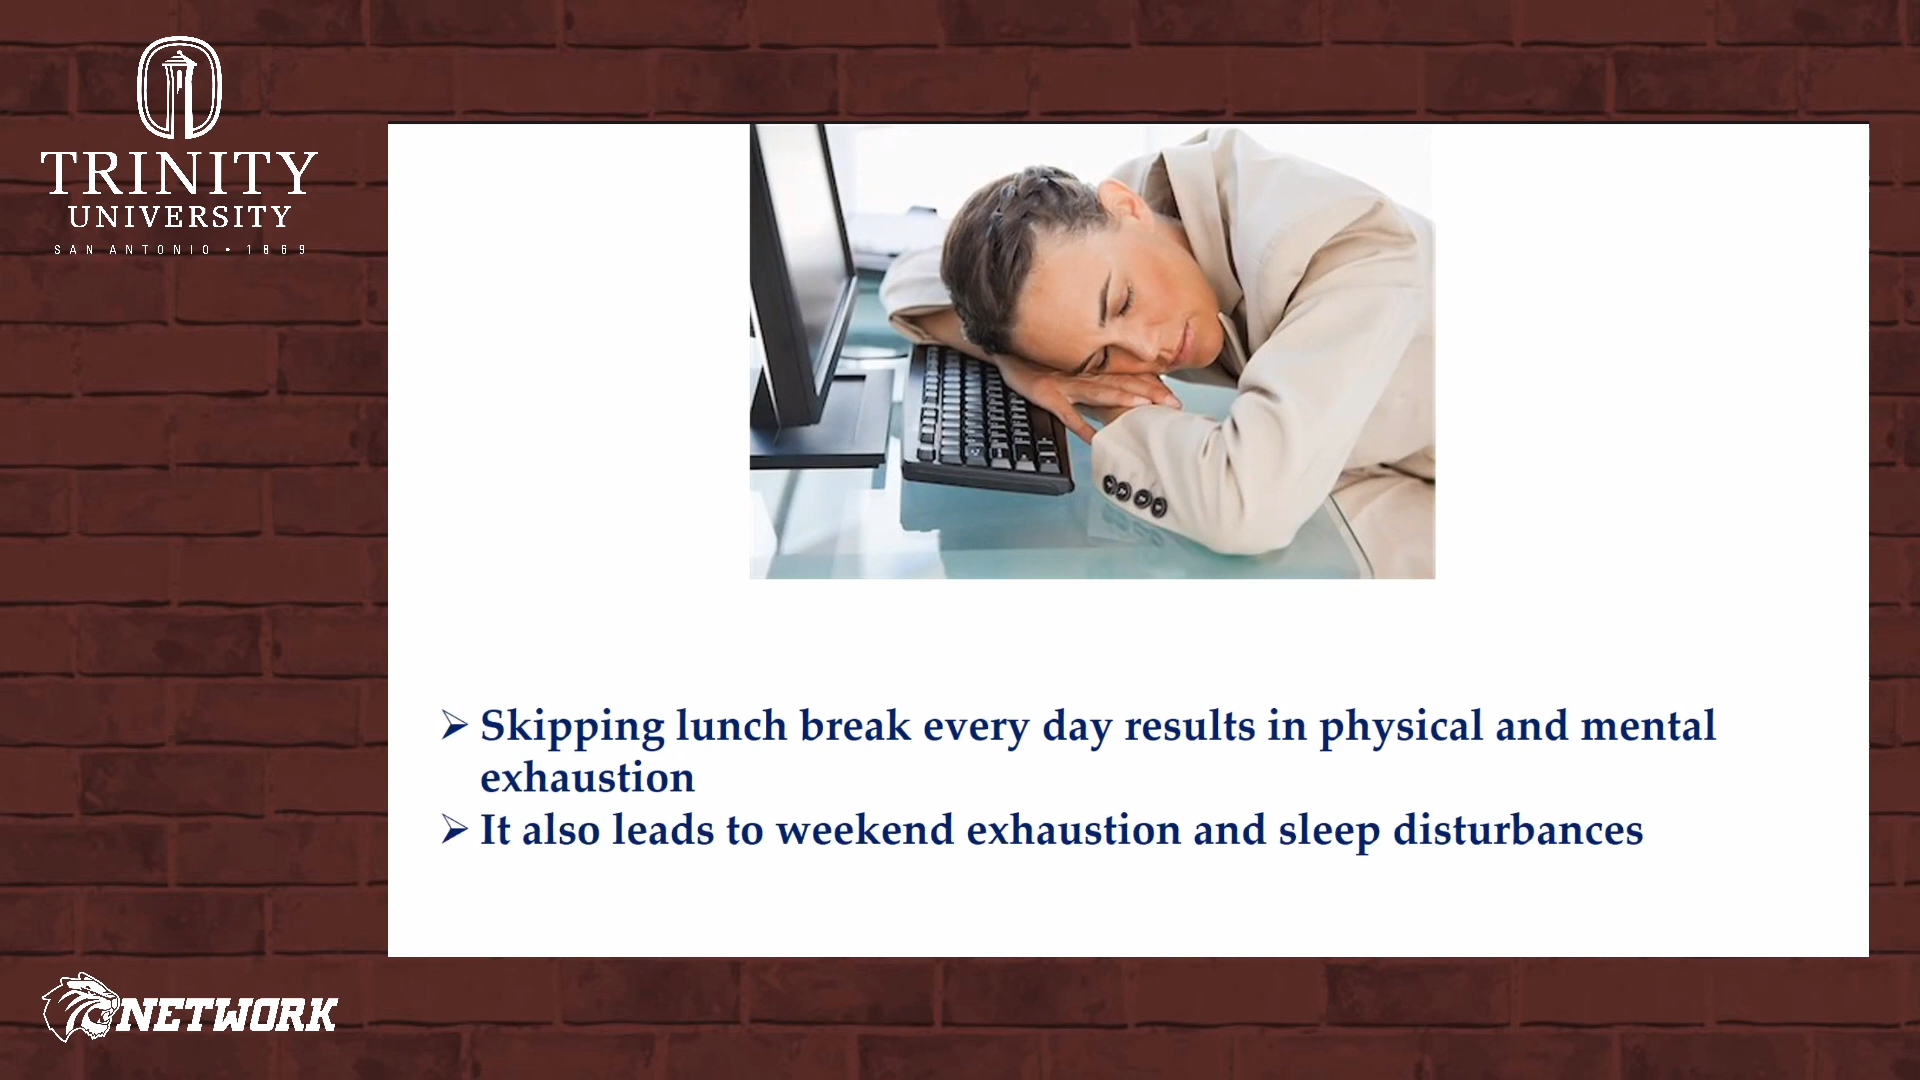 TRINITY
UNIVERSITY
SAN ANTONIO • 1869
➢ Skipping lunch break every day results in physical and mental
exhaustion
➢ It also leads to weekend exhaustion and sleep disturbances
NETWORK